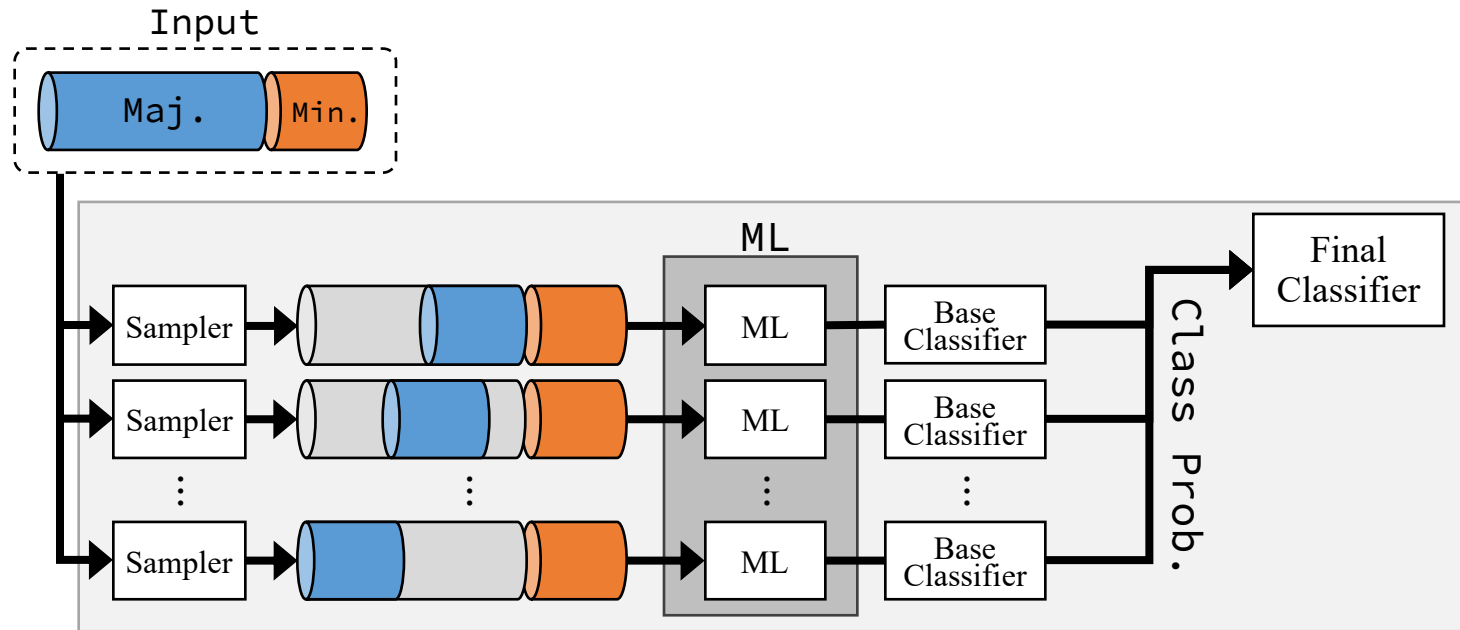 Input
Maj.
Min.
ML
Sampler
ML
Base
Classifier
Final
Classifier
Sampler
ML
Base
Classifier
⋮
⋮
⋮
⋮
Sampler
ML
Base
Classifier
Class Prob.